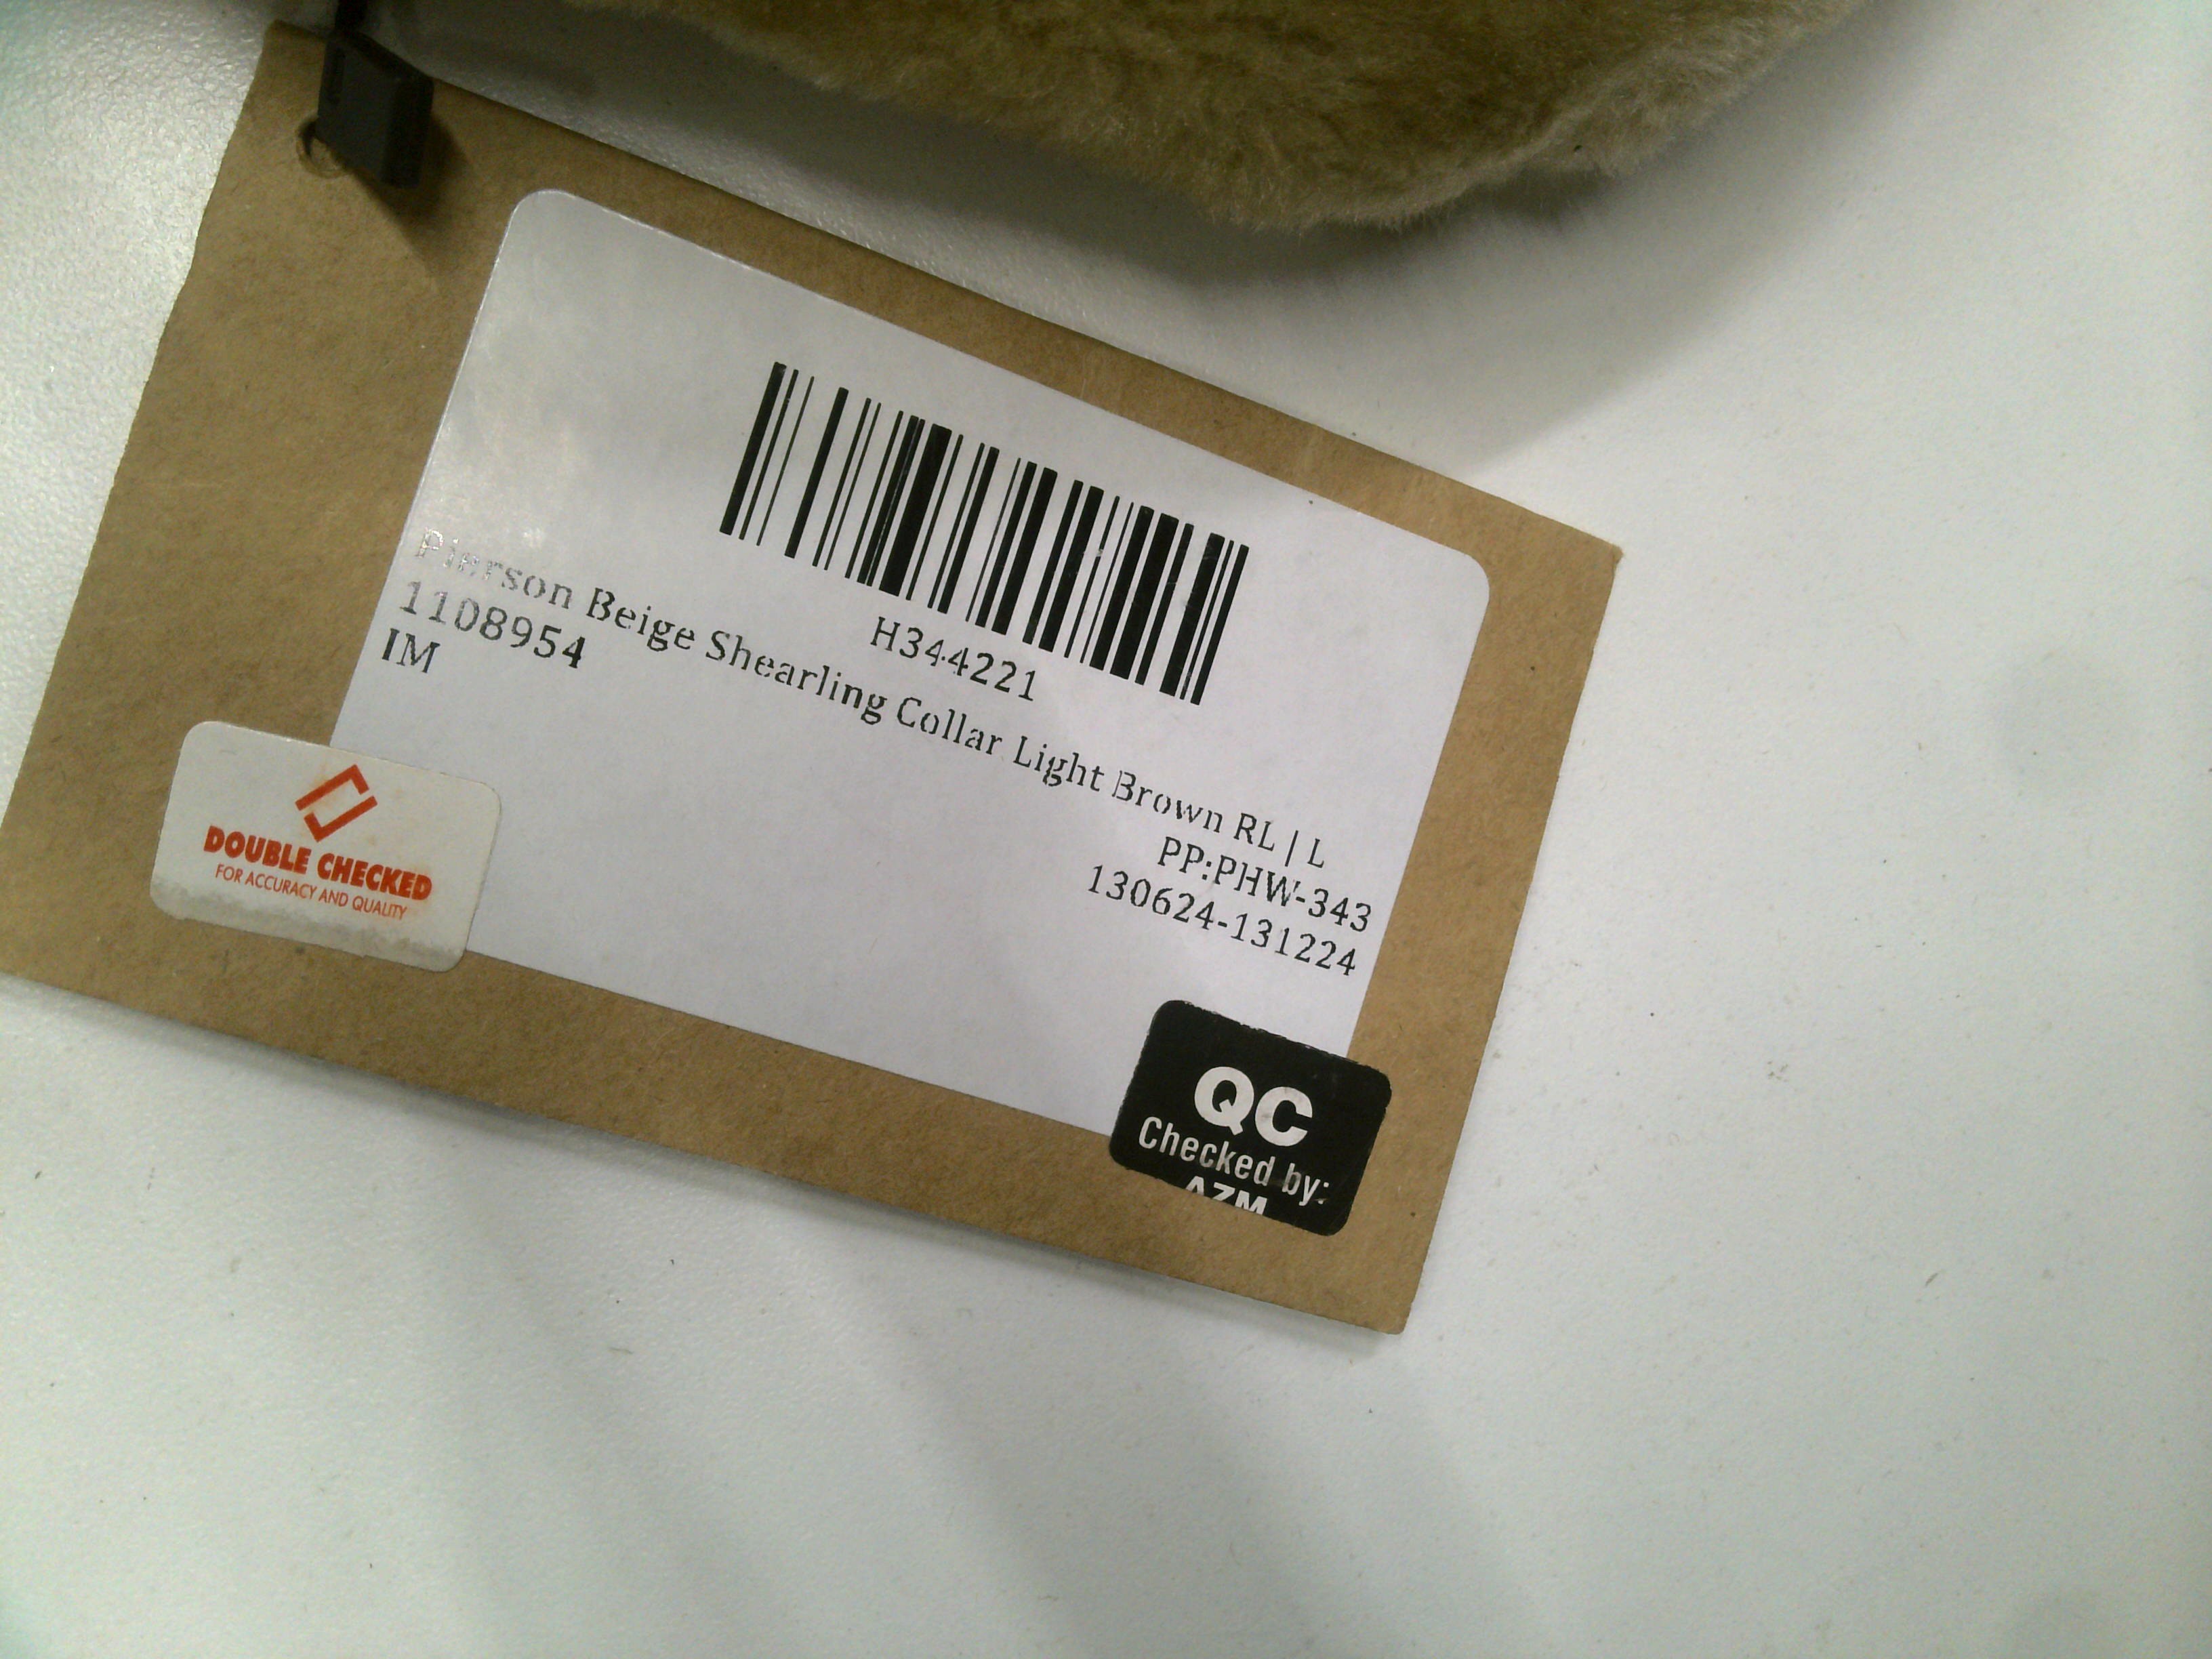 H344221
Pierson Beige Shearling Collar Light Brown RL | L
1108954
IM
PP:PHW-343
130624-131224
DOUBLE CHECKED
FOR ACCURACY AND QUALITY
QC
Checked by:
AZM